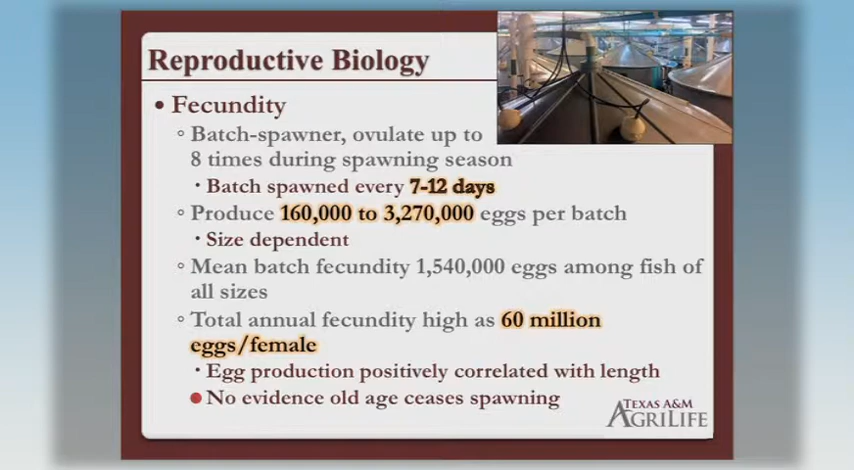 Reproductive Biology
• Fecundity
◦ Batch-spawner, ovulate up to
8 times during spawning season
· Batch spawned every 7-12 days
◦ Produce 160,000 to 3,270,000 eggs per batch
· Size dependent
◦ Mean batch fecundity 1,540,000 eggs among fish of
all sizes
◦ Total annual fecundity high as 60 million
eggs/female
· Egg production positively correlated with length
• No evidence old age ceases spawning
TEXAS A&M
AGRILIFE